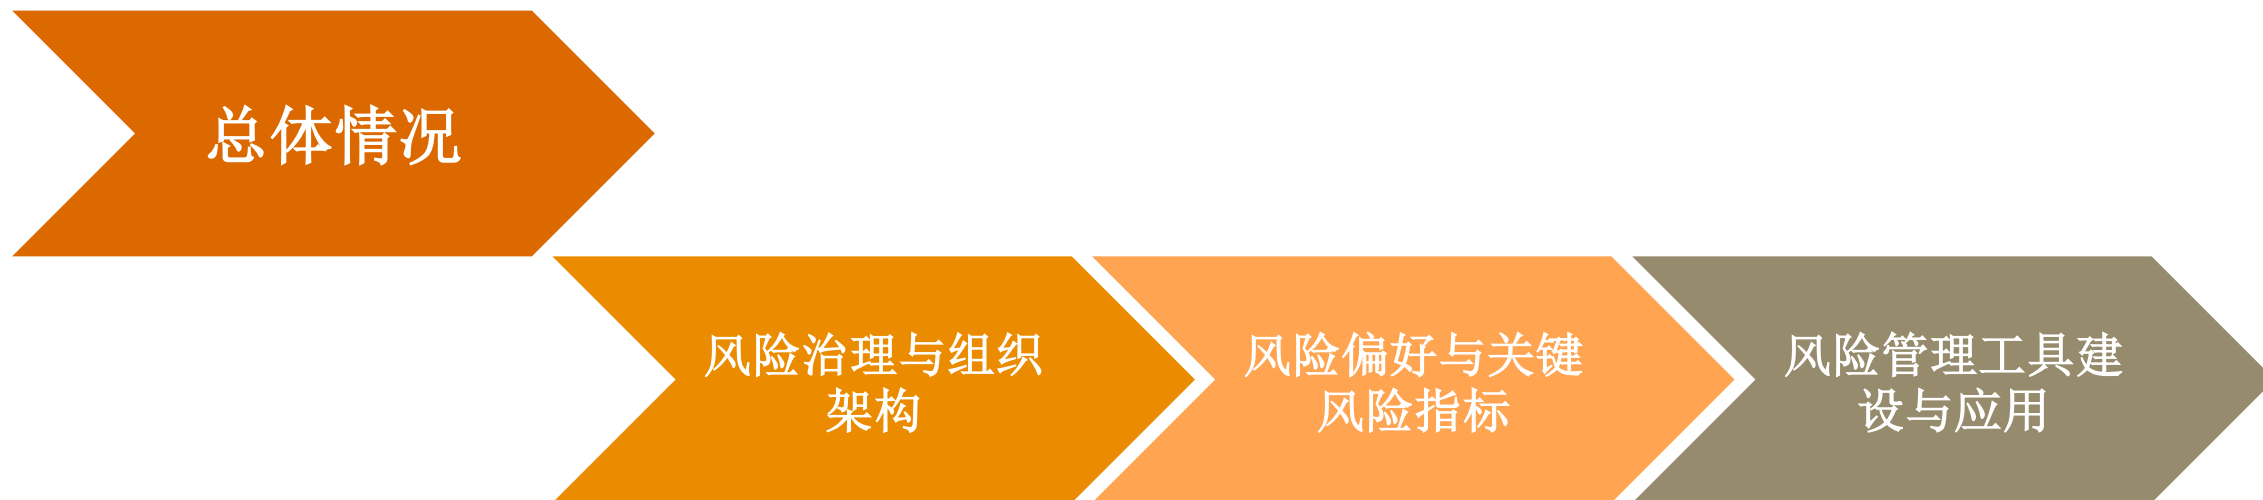 总体情况
风险治理与组织
架构
风险偏好与关键
风险指标
风险管理工具建
设与应用